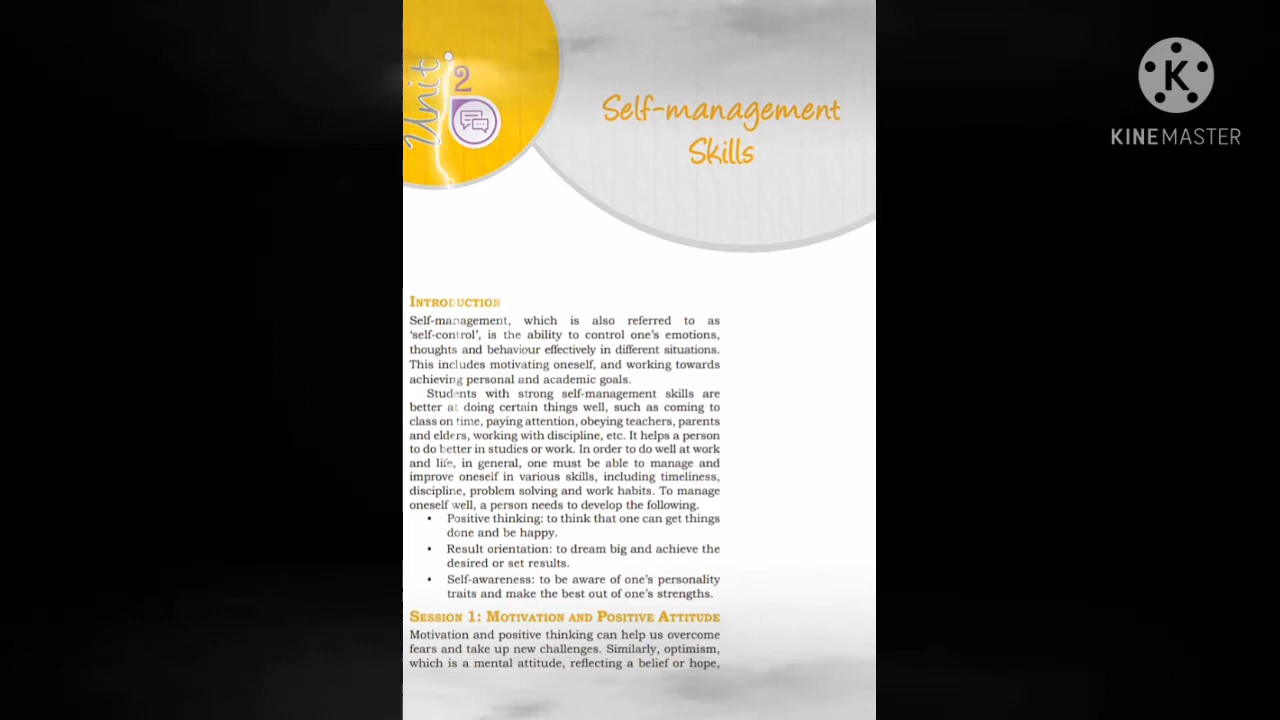 Unit
2
Self-management
Skills
INTRODUCTION
Self-management, which is also referred to as
‘self-control’, is the ability to control one’s emotions,
thoughts and behaviour effectively in different situations.
This includes motivating oneself, and working towards
achieving personal and academic goals.
Students with strong self-management skills are
better at doing certain things well, such as coming to
class on time, paying attention, obeying teachers, parents
and elders, working with discipline, etc. It helps a person
to do better in studies or work. In order to do well at work
and life, in general, one must be able to manage and
improve oneself in various skills, including timeliness,
discipline, problem solving and work habits. To manage
oneself well, a person needs to develop the following.
• Positive thinking: to think that one can get things
done and be happy.
• Result orientation: to dream big and achieve the
desired or set results.
• Self-awareness: to be aware of one’s personality
traits and make the best out of one’s strengths.
SESSION 1: MOTIVATION AND POSITIVE ATTITUDE
Motivation and positive thinking can help us overcome
fears and take up new challenges. Similarly, optimism,
which is a mental attitude, reflecting a belief or hope,
K
KINEMASTER